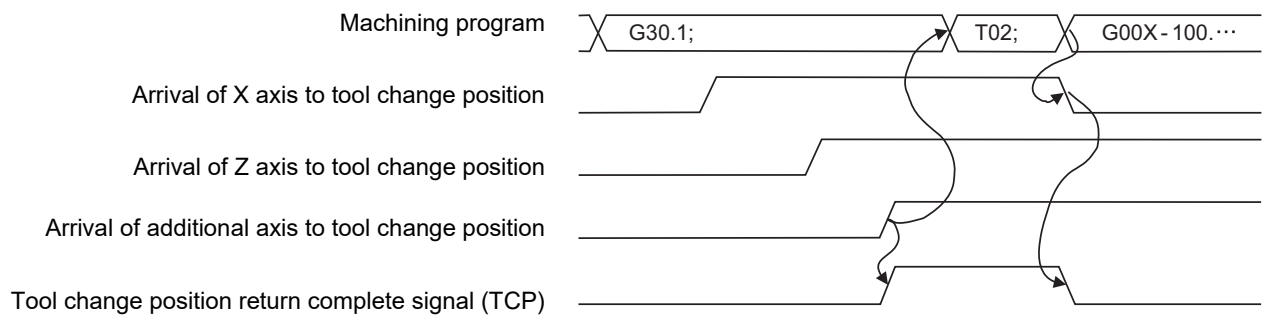 Machining program
G30.1;
T02;
G00X-100.…
Arrival of X axis to tool change position
Arrival of Z axis to tool change position
Arrival of additional axis to tool change position
Tool change position return complete signal (TCP)